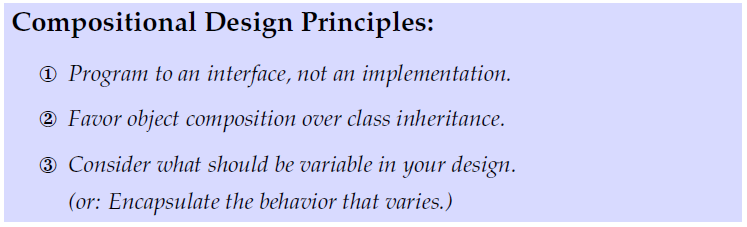 Compositional Design Principles:
① Program to an interface, not an implementation.
② Favor object composition over class inheritance.
③ Consider what should be variable in your design.
(or: Encapsulate the behavior that varies.)